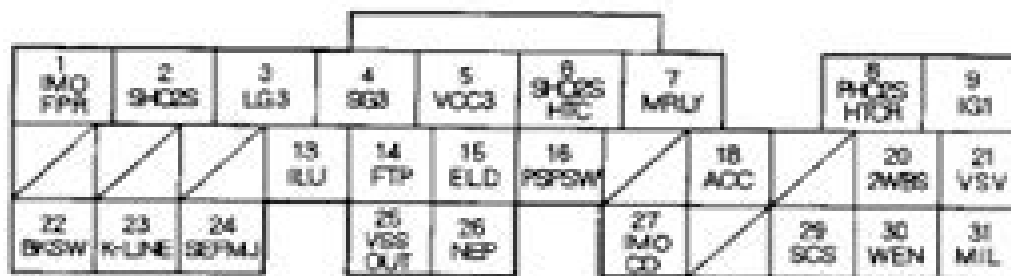 1
IMO
FPR
2
SHO2S
3
LG3
4
SG3
5
VCC3
6
SHO2S
HTC
7
MRLY
8
PHO2S
HTCR
9
IG1
13
ILU
14
FTP
15
ELD
16
PSPSW
18
ACC
20
2WBS
21
VSV
22
BKSW
23
K-LINE
24
SEFMJ
25
VSS
OUT
26
NEP
27
IMO
CD
29
SCS
30
WEN
31
MIL